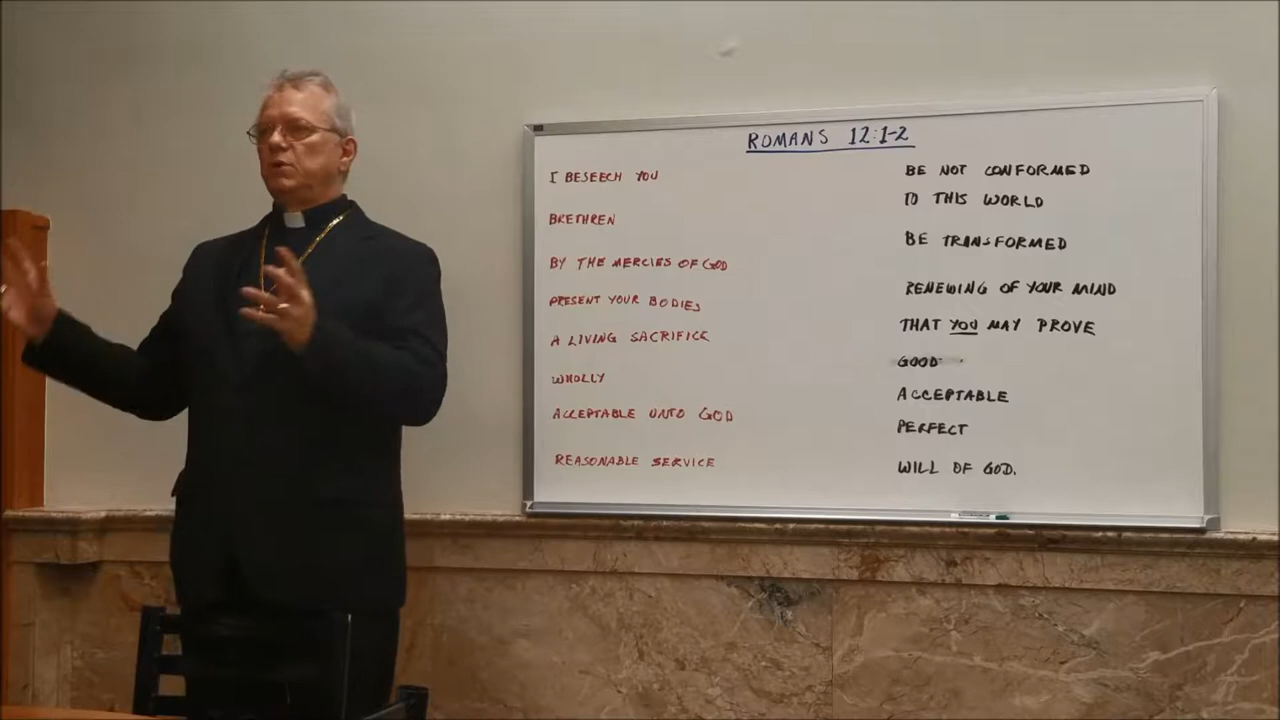 ROMANS 12:1-2
I BESEECH YOU
BRETHREN
BY THE MERCIES OF GOD
PRESENT YOUR BODIES
A LIVING SACRIFICE
WHOLLY
ACCEPTABLE UNTO GOD
REASONABLE SERVICE
BE NOT CONFORMED
TO THIS WORLD
BE TRANSFORMED
RENEWING OF YOUR MIND
THAT YOU MAY PROVE
GOOD
ACCEPTABLE
PERFECT
WILL OF GOD.